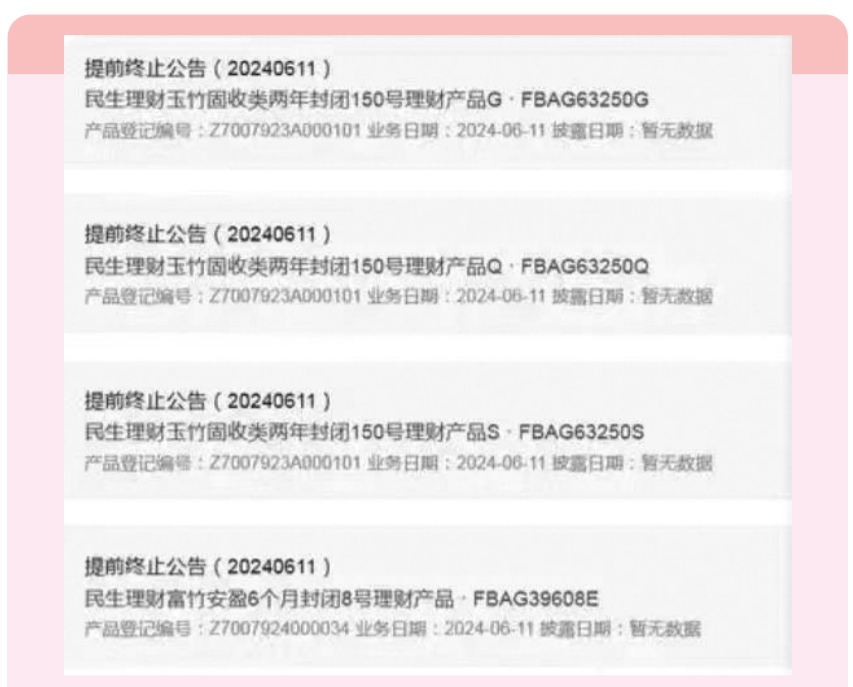 提前终止公告（20240611）
民生理财玉竹固收类两年封闭150号理财产品G · FBAG63250G
产品登记编号：Z7007923A000101 业务日期：2024-06-11 披露日期：暂无数据
提前终止公告（20240611）
民生理财玉竹固收类两年封闭150号理财产品Q · FBAG63250Q
产品登记编号：Z7007923A000101 业务日期：2024-06-11 披露日期：暂无数据
提前终止公告（20240611）
民生理财玉竹固收类两年封闭150号理财产品S · FBAG63250S
产品登记编号：Z7007923A000101 业务日期：2024-06-11 披露日期：暂无数据
提前终止公告（20240611）
民生理财富竹安盈6个月封闭8号理财产品 · FBAG39608E
产品登记编号：Z7007924000034 业务日期：2024-06-11 披露日期：暂无数据